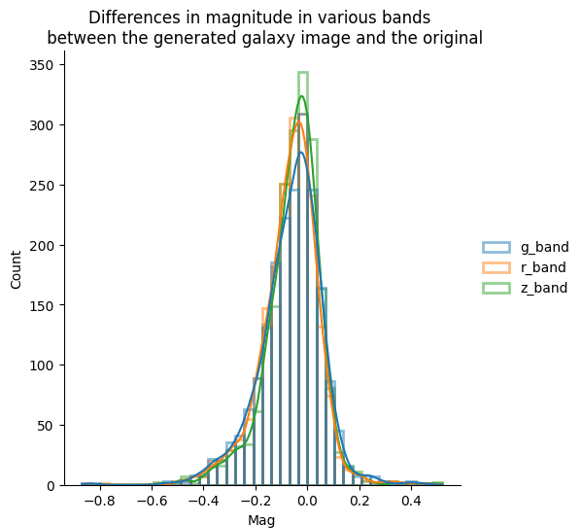 Differences in magnitude in various bands
between the generated galaxy image and the original
350
300
250
200
150
100
50
0
Count
g_band
r_band
z_band
−0.8 −0.6 −0.4 −0.2 0.0 0.2 0.4
Mag